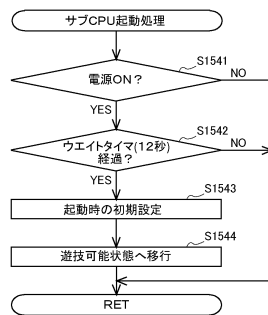 サブCPU起動処理
S1541
電源ON？
NO
YES
S1542
ウエイトタイマ(12秒)
経過？
NO
YES
S1543
起動時の初期設定
S1544
遊技可能状態へ移行
RET